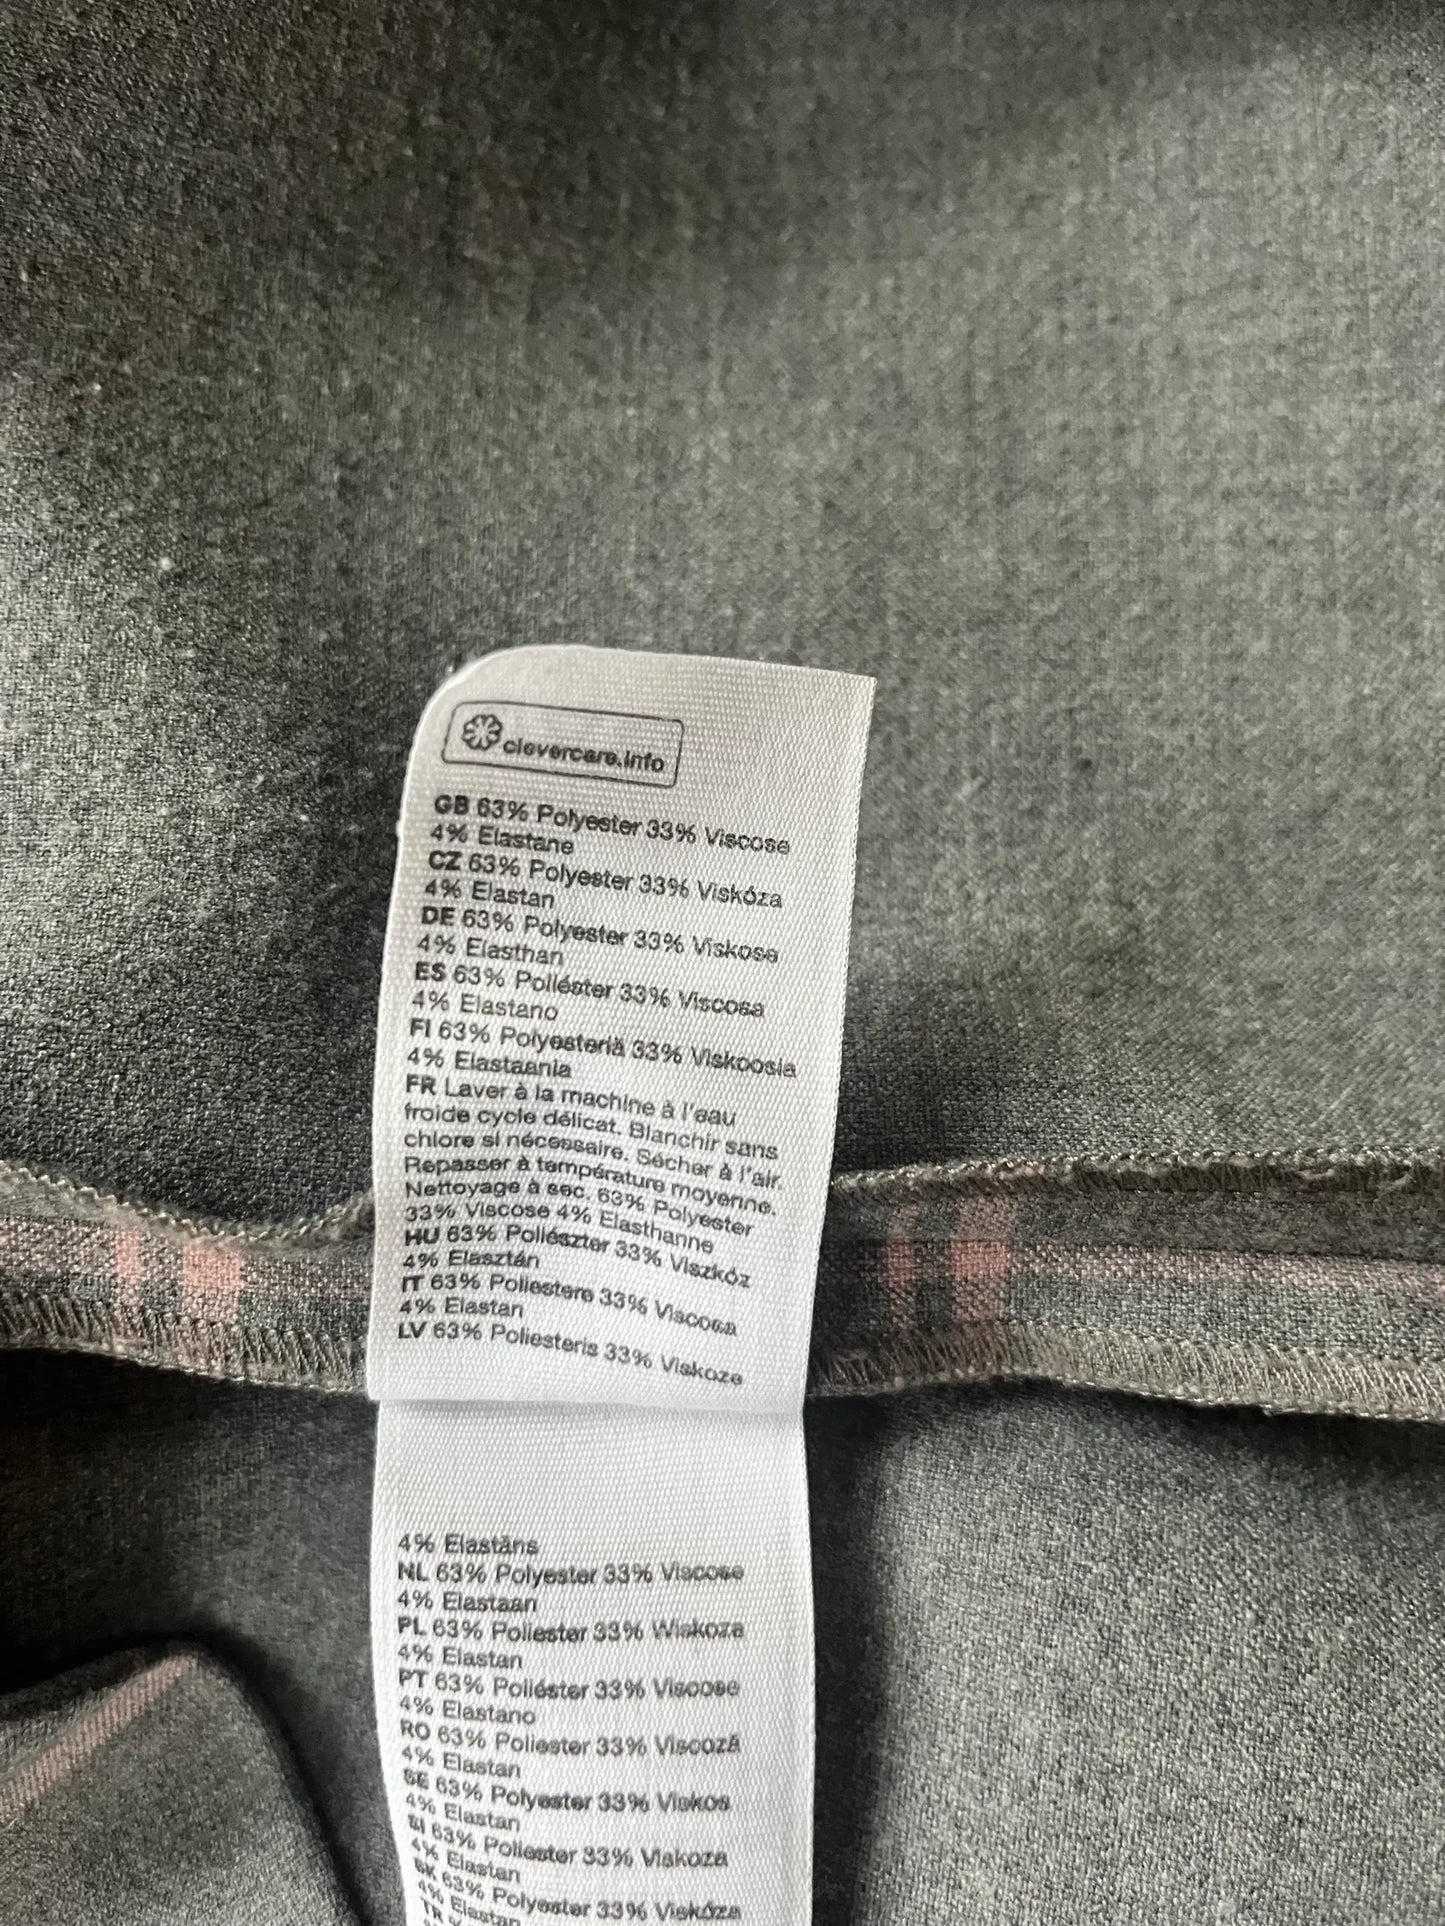 clevercare.info
GB 63% Polyester 33% Viscose
4% Elastane
CZ 63% Polyester 33% Viskóza
4% Elastan
DE 63% Polyester 33% Viskose
4% Elasthan
ES 63% Poliéster 33% Viscosa
4% Elastano
FI 63% Polyesteriä 33% Viskoosia
4% Elastaania
FR Laver à la machine à l'eau
froide cycle délicat. Blanchir sans
chlore si nécessaire. Sécher à l'air.
Repasser à température moyenne.
Nettoyage à sec. 63% Polyester
33% Viscose 4% Elasthanne
HU 63% Poliészter 33% Viszkóz
4% Elasztán
IT 63% Poliestere 33% Viscosa
4% Elastan
LV 63% Poliesteris 33% Viskoze
4% Elastāns
NL 63% Polyester 33% Viscose
4% Elastaan
PL 63% Poliester 33% Wiskoza
4% Elastan
PT 63% Poliéster 33% Viscose
4% Elastano
RO 63% Poliester 33% Viscoză
4% Elastan
SE 63% Polyester 33% Viskos
4% Elastan
SI 63% Poliester 33% Viskoza
4% Elastan
SK 63% Polyester 33% Viskóza
4% Elastan
TR